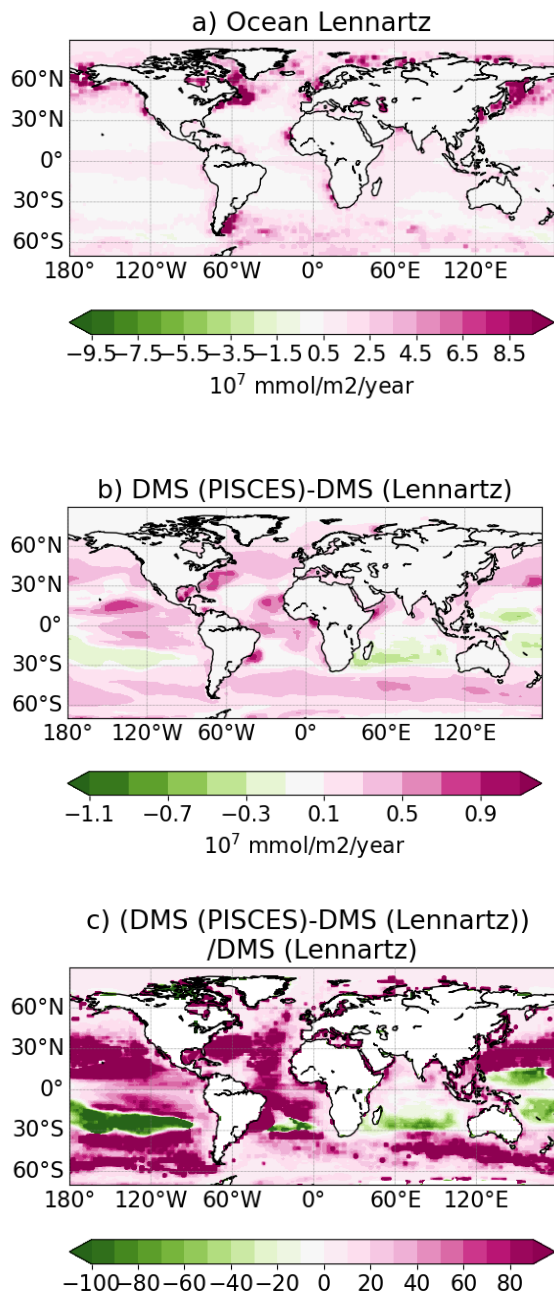 a) Ocean Lennartz
60°N
30°N
0°
30°S
60°S
180° 120°W 60°W 0° 60°E 120°E
−9.5 −7.5 −5.5 −3.5 −1.5 0.5 2.5 4.5 6.5 8.5
10⁷ mmol/m2/year
b) DMS (PISCES)-DMS (Lennartz)
60°N
30°N
0°
30°S
60°S
180° 120°W 60°W 0° 60°E 120°E
−1.1 −0.7 −0.3 0.1 0.5 0.9
10⁷ mmol/m2/year
c) (DMS (PISCES)-DMS (Lennartz))
/DMS (Lennartz)
60°N
30°N
0°
30°S
60°S
180° 120°W 60°W 0° 60°E 120°E
−100 −80 −60 −40 −20 0 20 40 60 80